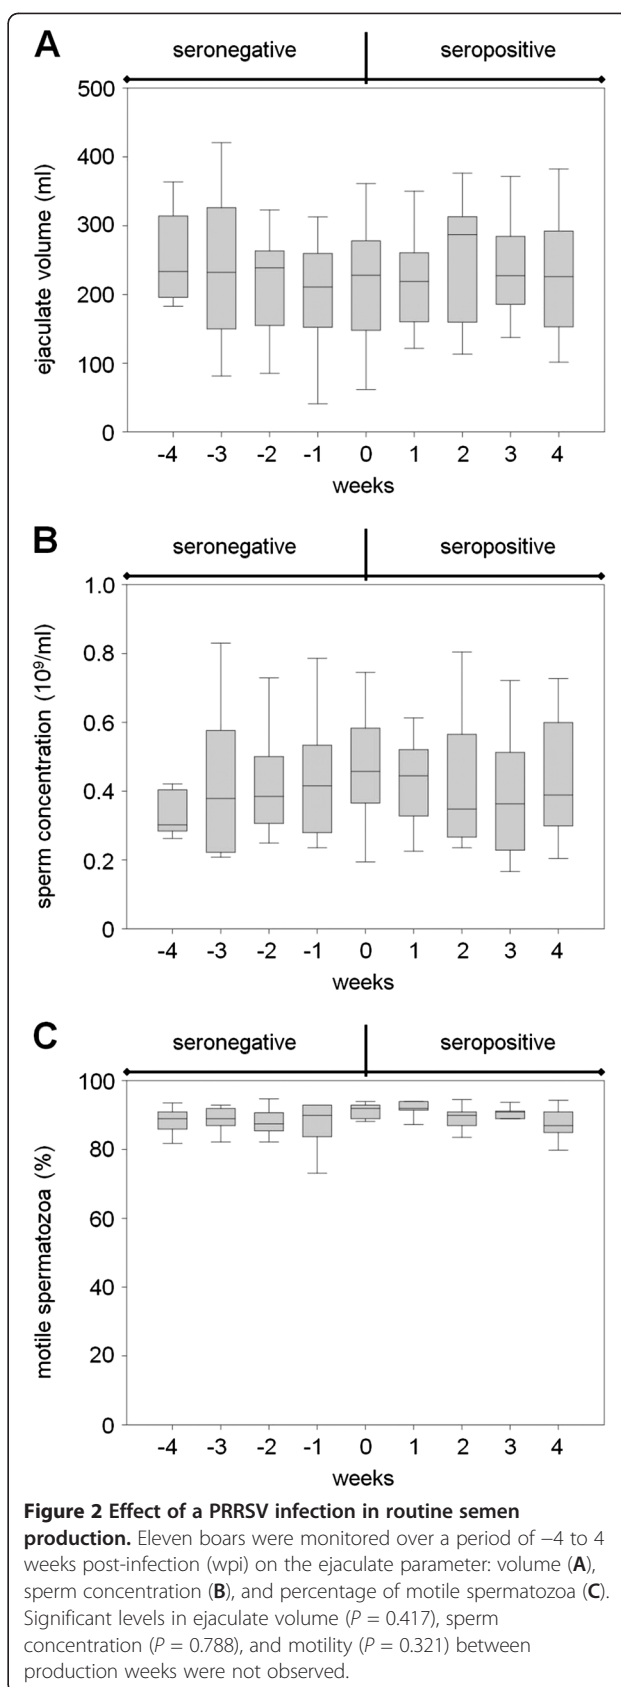 A
seronegative seropositive
500
400
300
200
100
0
ejaculate volume (ml)
-4 -3 -2 -1 0 1 2 3 4
weeks
B
seronegative seropositive
1.0
0.8
0.6
0.4
0.2
0
sperm concentration (10⁹/ml)
-4 -3 -2 -1 0 1 2 3 4
weeks
C
seronegative seropositive
100
80
60
40
20
0
motile spermatozoa (%)
-4 -3 -2 -1 0 1 2 3 4
weeks
Figure 2 Effect of a PRRSV infection in routine semen
production. Eleven boars were monitored over a period of −4 to 4
weeks post-infection (wpi) on the ejaculate parameter: volume (A),
sperm concentration (B), and percentage of motile spermatozoa (C).
Significant levels in ejaculate volume (P = 0.417), sperm
concentration (P = 0.788), and motility (P = 0.321) between
production weeks were not observed.